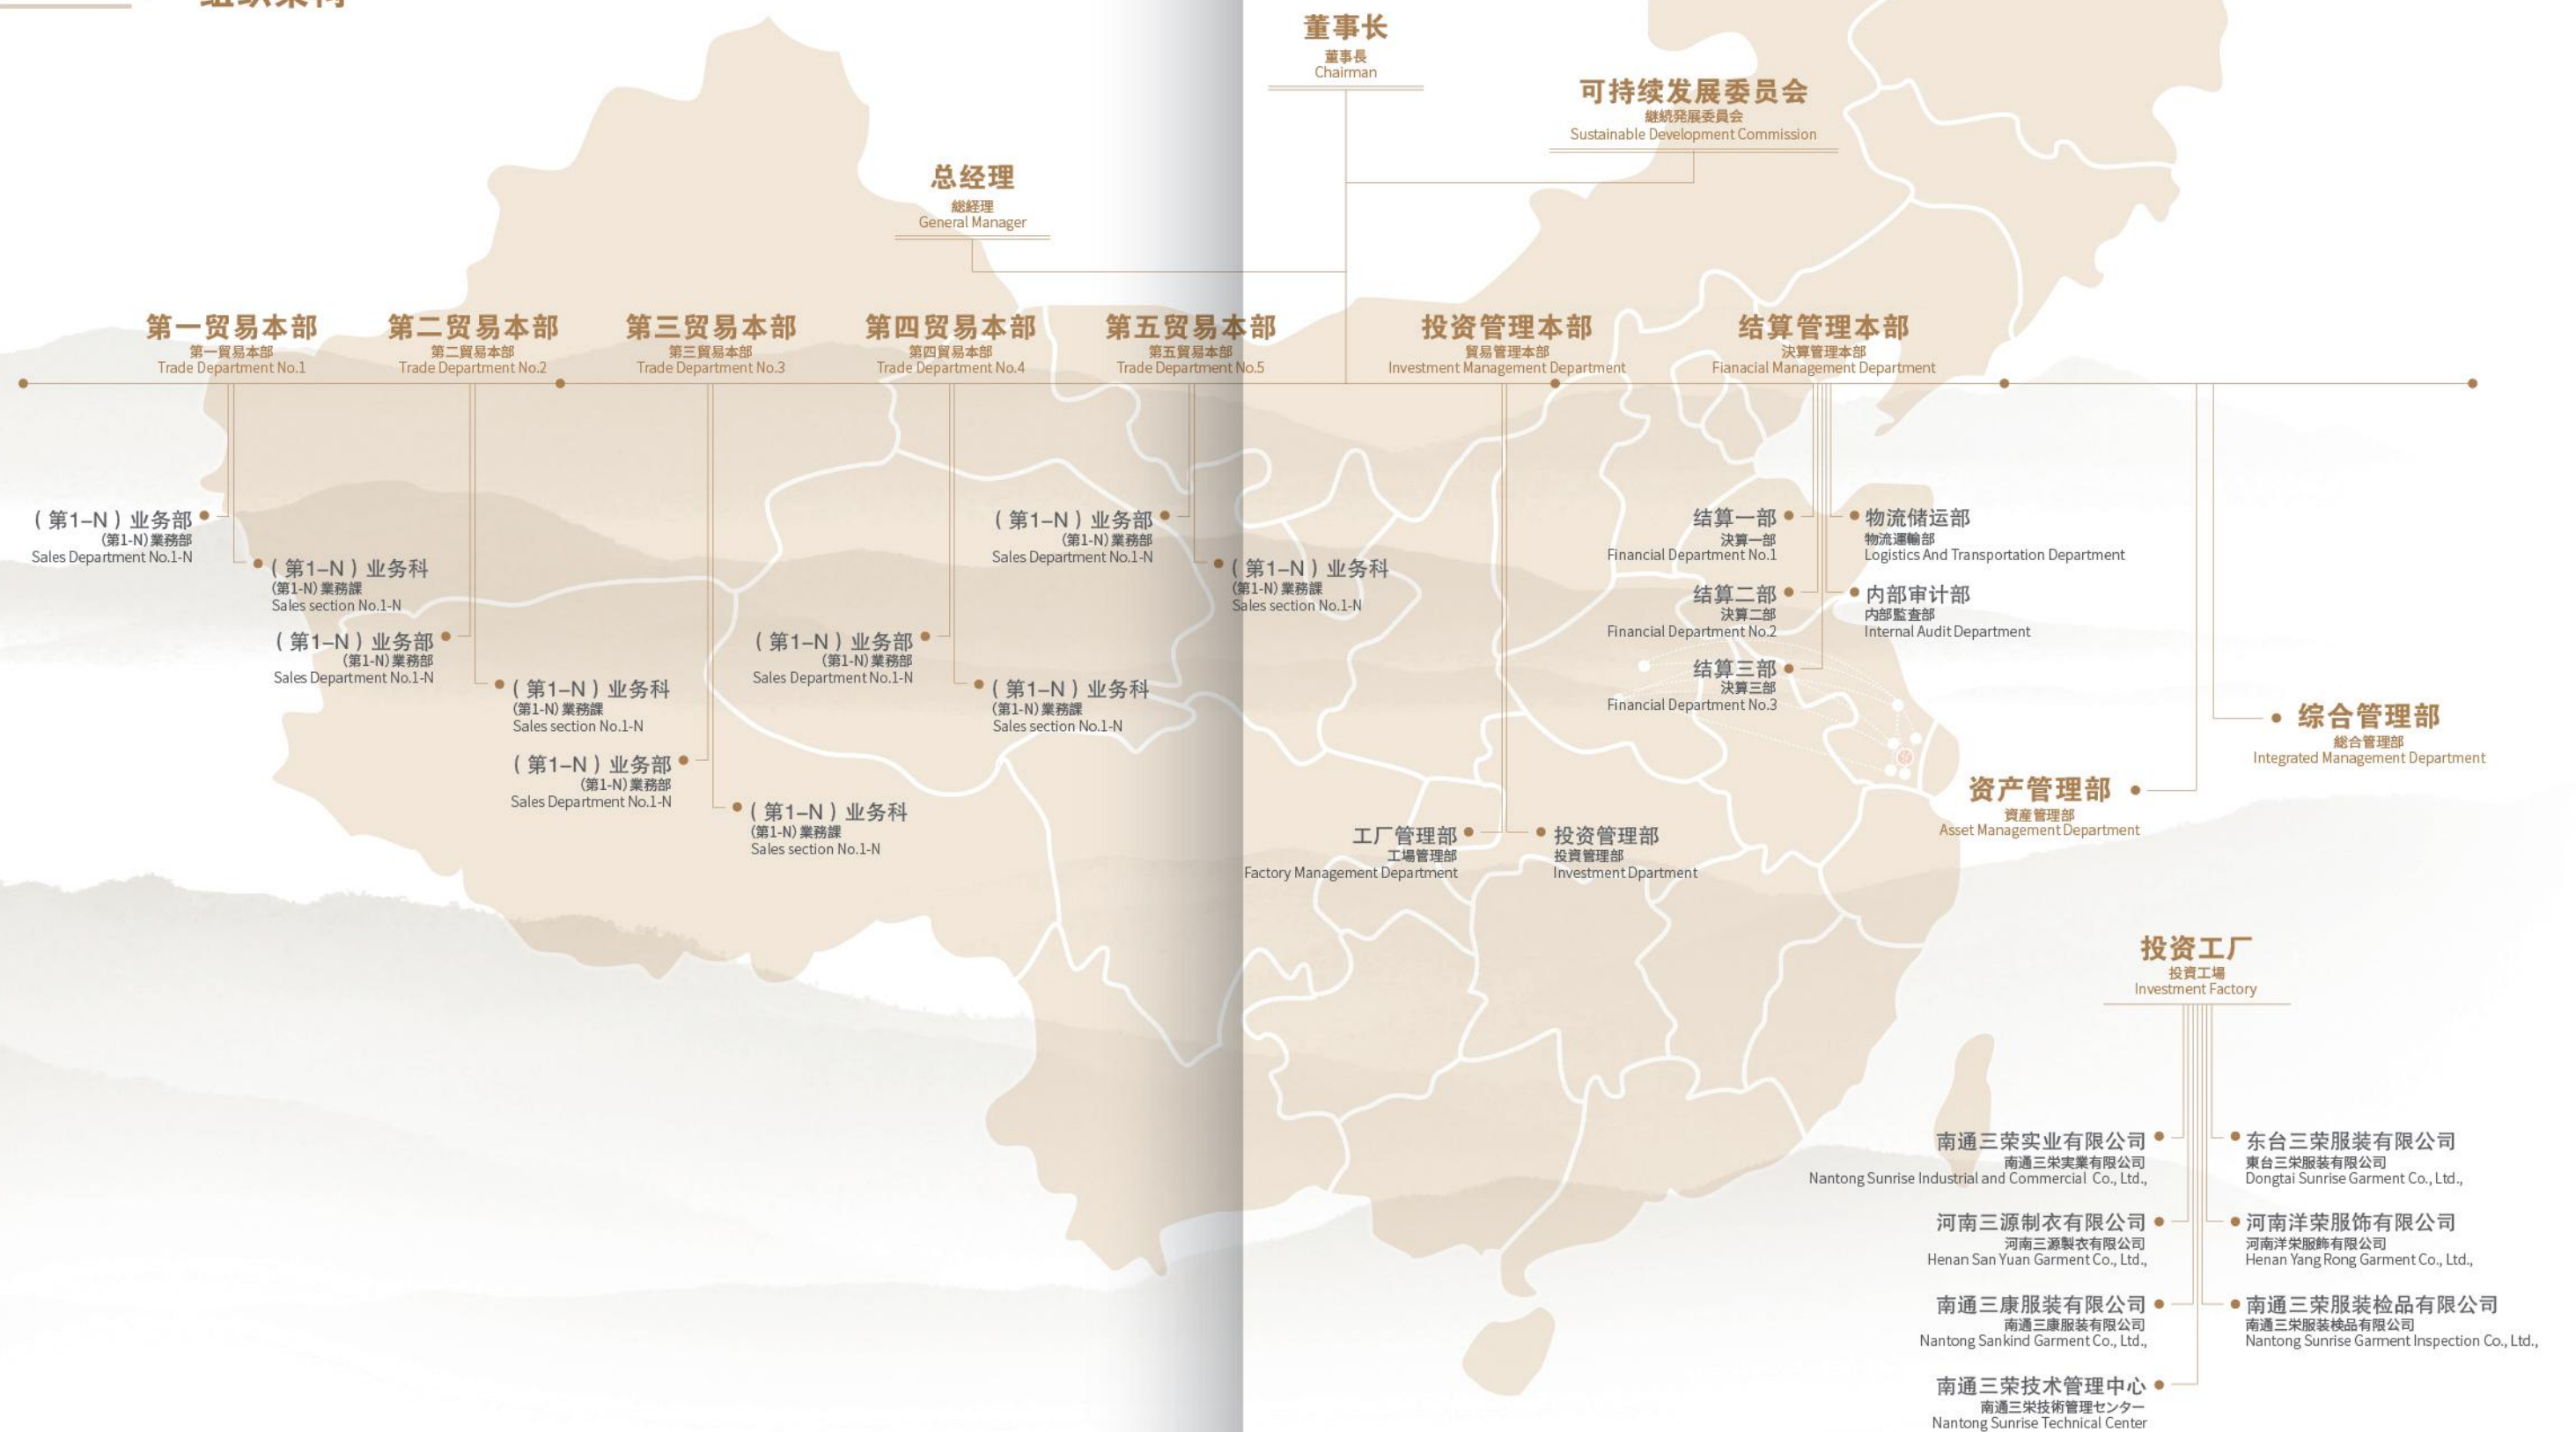 组织架构
董事长
董事長
Chairman
可持续发展委员会
継続発展委員会
Sustainable Development Commission
总经理
総経理
General Manager
第一贸易本部
第一貿易本部
Trade Department No.1
第二贸易本部
第二貿易本部
Trade Department No.2
第三贸易本部
第三貿易本部
Trade Department No.3
第四贸易本部
第四貿易本部
Trade Department No.4
第五贸易本部
第五貿易本部
Trade Department No.5
投资管理本部
貿易管理本部
Investment Management Department
结算管理本部
決算管理本部
Fianacial Management Department
（第1–N）业务部
(第1-N)業務部
Sales Department No.1-N
（第1–N）业务科
(第1-N)業務課
Sales section No.1-N
（第1–N）业务部
(第1-N)業務部
Sales Department No.1-N
（第1–N）业务科
(第1-N)業務課
Sales section No.1-N
（第1–N）业务部
(第1-N)業務部
Sales Department No.1-N
（第1–N）业务科
(第1-N)業務課
Sales section No.1-N
（第1–N）业务部
(第1-N)業務部
Sales Department No.1-N
（第1–N）业务科
(第1-N)業務課
Sales section No.1-N
（第1–N）业务部
(第1-N)業務部
Sales Department No.1-N
（第1–N）业务科
(第1-N)業務課
Sales section No.1-N
工厂管理部
工場管理部
Factory Management Department
投资管理部
投資管理部
Investment Dpartment
结算一部
決算一部
Financial Department No.1
结算二部
決算二部
Financial Department No.2
结算三部
決算三部
Financial Department No.3
物流储运部
物流運輸部
Logistics And Transportation Department
内部审计部
内部監査部
Internal Audit Department
资产管理部
資産管理部
Asset Management Department
综合管理部
総合管理部
Integrated Management Department
投资工厂
投資工場
Investment Factory
南通三荣实业有限公司
南通三栄実業有限公司
Nantong Sunrise Industrial and Commercial Co., Ltd.,
东台三荣服装有限公司
東台三栄服装有限公司
Dongtai Sunrise Garment Co., Ltd.,
河南三源制衣有限公司
河南三源製衣有限公司
Henan San Yuan Garment Co., Ltd.,
河南洋荣服饰有限公司
河南洋栄服飾有限公司
Henan Yang Rong Garment Co., Ltd.,
南通三康服装有限公司
南通三康服装有限公司
Nantong Sankind Garment Co., Ltd.,
南通三荣服装检品有限公司
南通三栄服装検品有限公司
Nantong Sunrise Garment Inspection Co., Ltd.,
南通三荣技术管理中心
南通三栄技術管理センター
Nantong Sunrise Technical Center